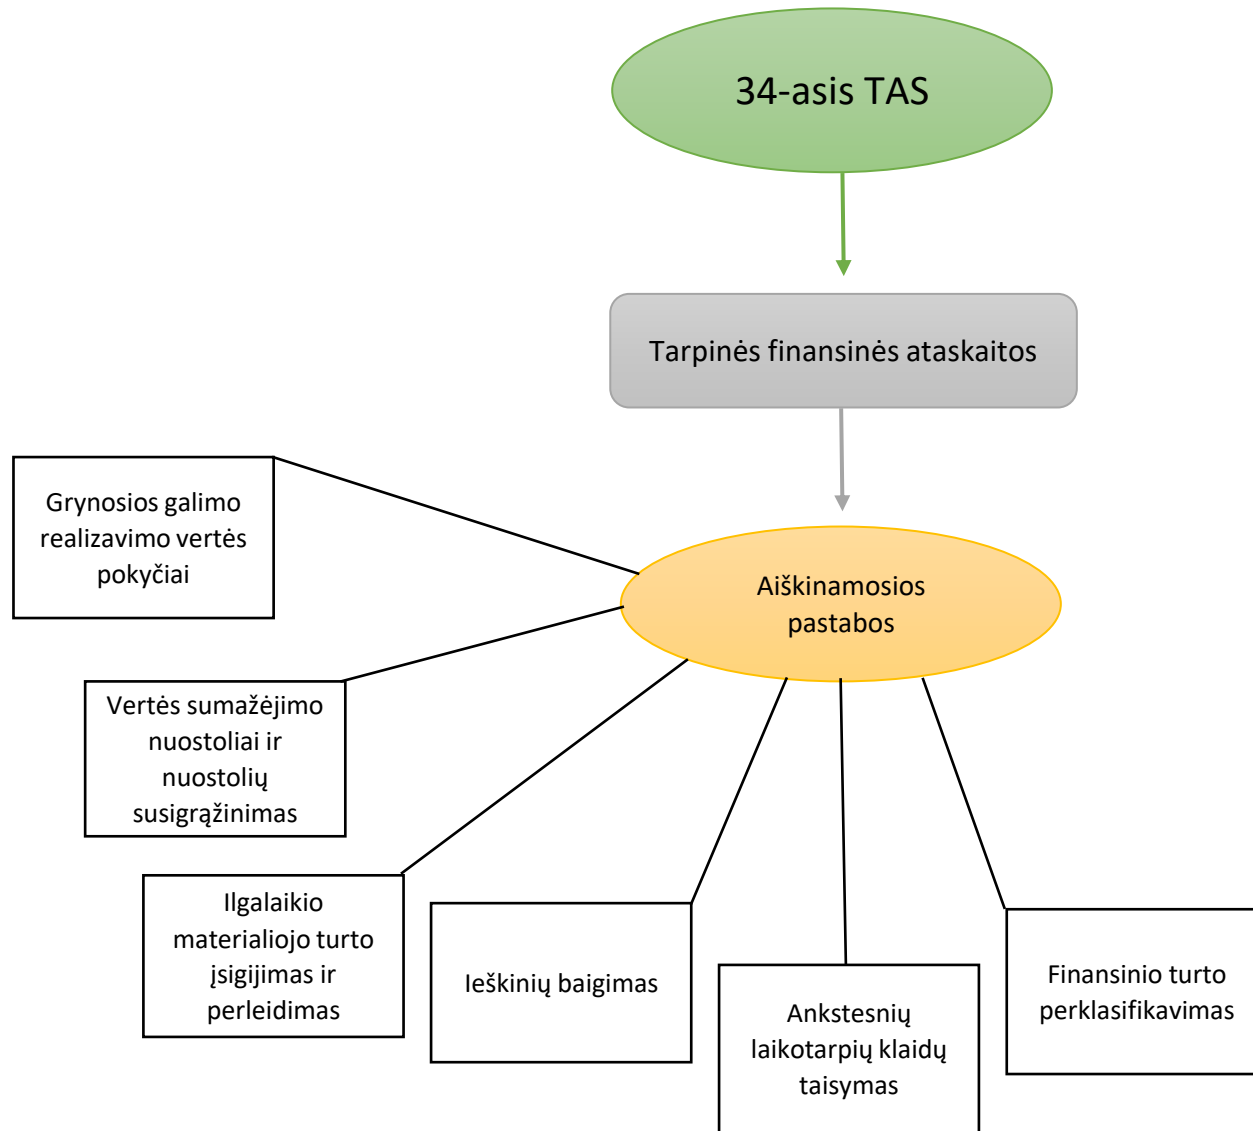 34-asis TAS
Tarpinės finansinės ataskaitos
Grynosios galimo
realizavimo vertės
pokyčiai
Aiškinamosios
pastabos
Vertės sumažėjimo
nuostoliai ir
nuostolių
susigrąžinimas
Ilgalaikio
materialiojo turto
įsigijimas ir
perleidimas
Ieškinių baigimas
Ankstesnių
laikotarpių klaidų
taisymas
Finansinio turto
perklasifikavimas